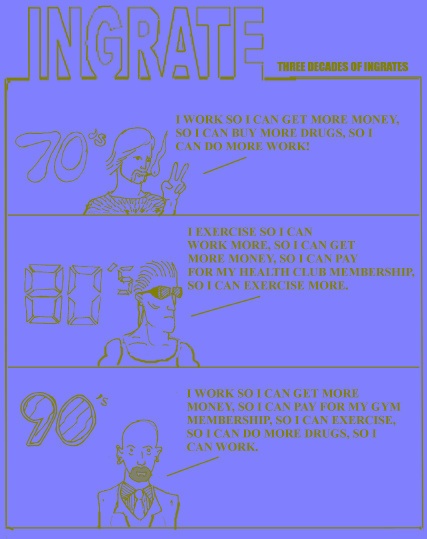 INGRATE
THREE DECADES OF INGRATES
70's
I WORK SO I CAN GET MORE MONEY,
SO I CAN BUY MORE DRUGS, SO I
CAN DO MORE WORK!
80's
I EXERCISE SO I CAN
WORK MORE, SO I CAN GET
MORE MONEY, SO I CAN PAY
FOR MY HEALTH CLUB MEMBERSHIP,
SO I CAN EXERCISE MORE.
90's
I WORK SO I CAN GET MORE
MONEY, SO I CAN PAY FOR MY GYM
MEMBERSHIP, SO I CAN EXERCISE,
SO I CAN DO MORE DRUGS, SO I
CAN WORK.